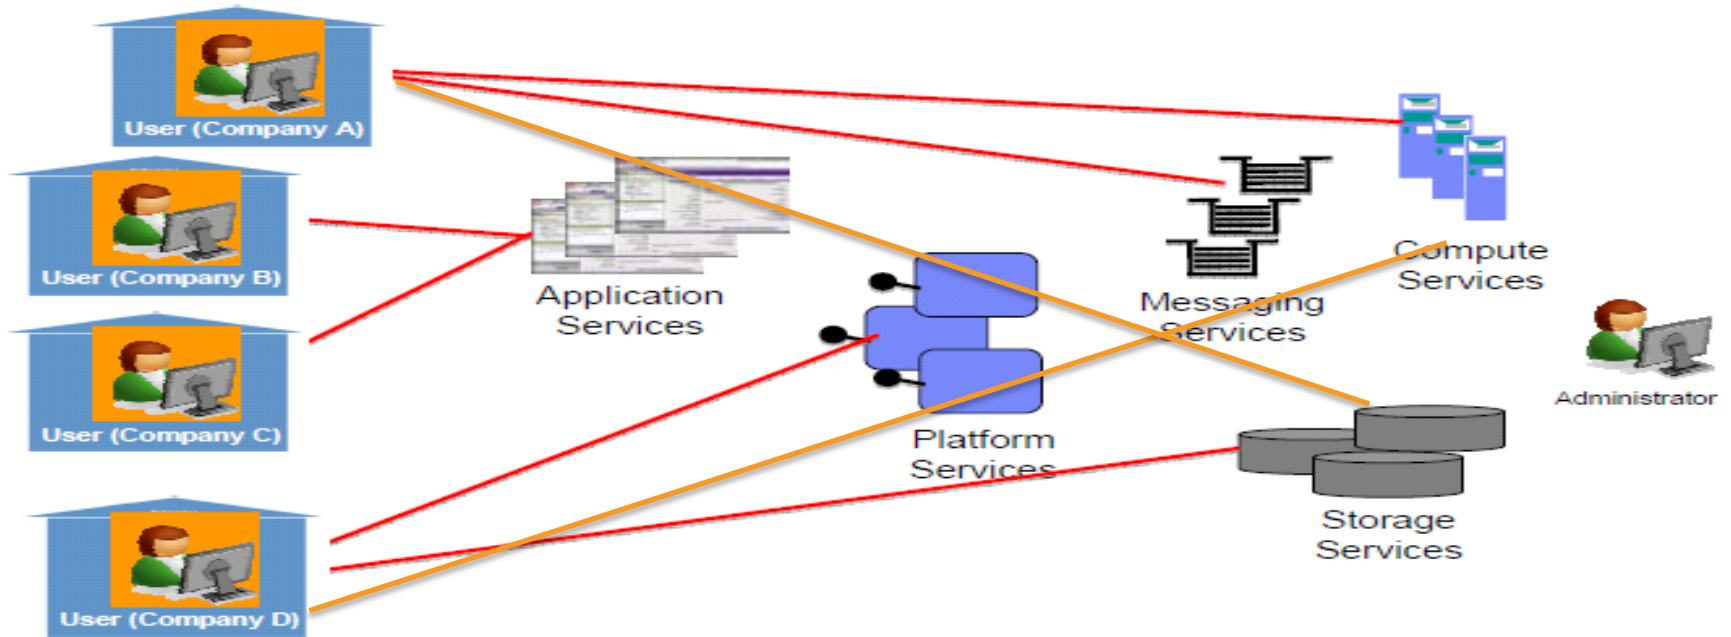 User (Company A)
User (Company B)
User (Company C)
User (Company D)
Application
Services
Platform
Services
Messaging
Services
Compute
Services
Storage
Services
Administrator